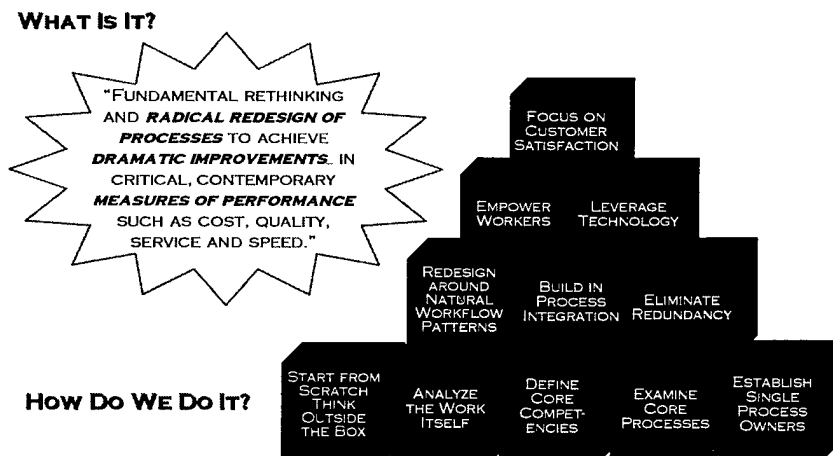 WHAT IS IT?
"FUNDAMENTAL RETHINKING
AND RADICAL REDESIGN OF
PROCESSES TO ACHIEVE
DRAMATIC IMPROVEMENTS.. IN
CRITICAL, CONTEMPORARY
MEASURES OF PERFORMANCE
SUCH AS COST, QUALITY,
SERVICE AND SPEED."
FOCUS ON
CUSTOMER
SATISFACTION
EMPOWER
WORKERS
LEVERAGE
TECHNOLOGY
REDESIGN
AROUND
NATURAL
WORKFLOW
PATTERNS
BUILD IN
PROCESS
INTEGRATION
ELIMINATE
REDUNDANCY
HOW DO WE DO IT?
START FROM
SCRATCH
THINK
OUTSIDE
THE BOX
ANALYZE
THE WORK
ITSELF
DEFINE
CORE
COMPET-
ENCIES
EXAMINE
CORE
PROCESSES
ESTABLISH
SINGLE
PROCESS
OWNERS